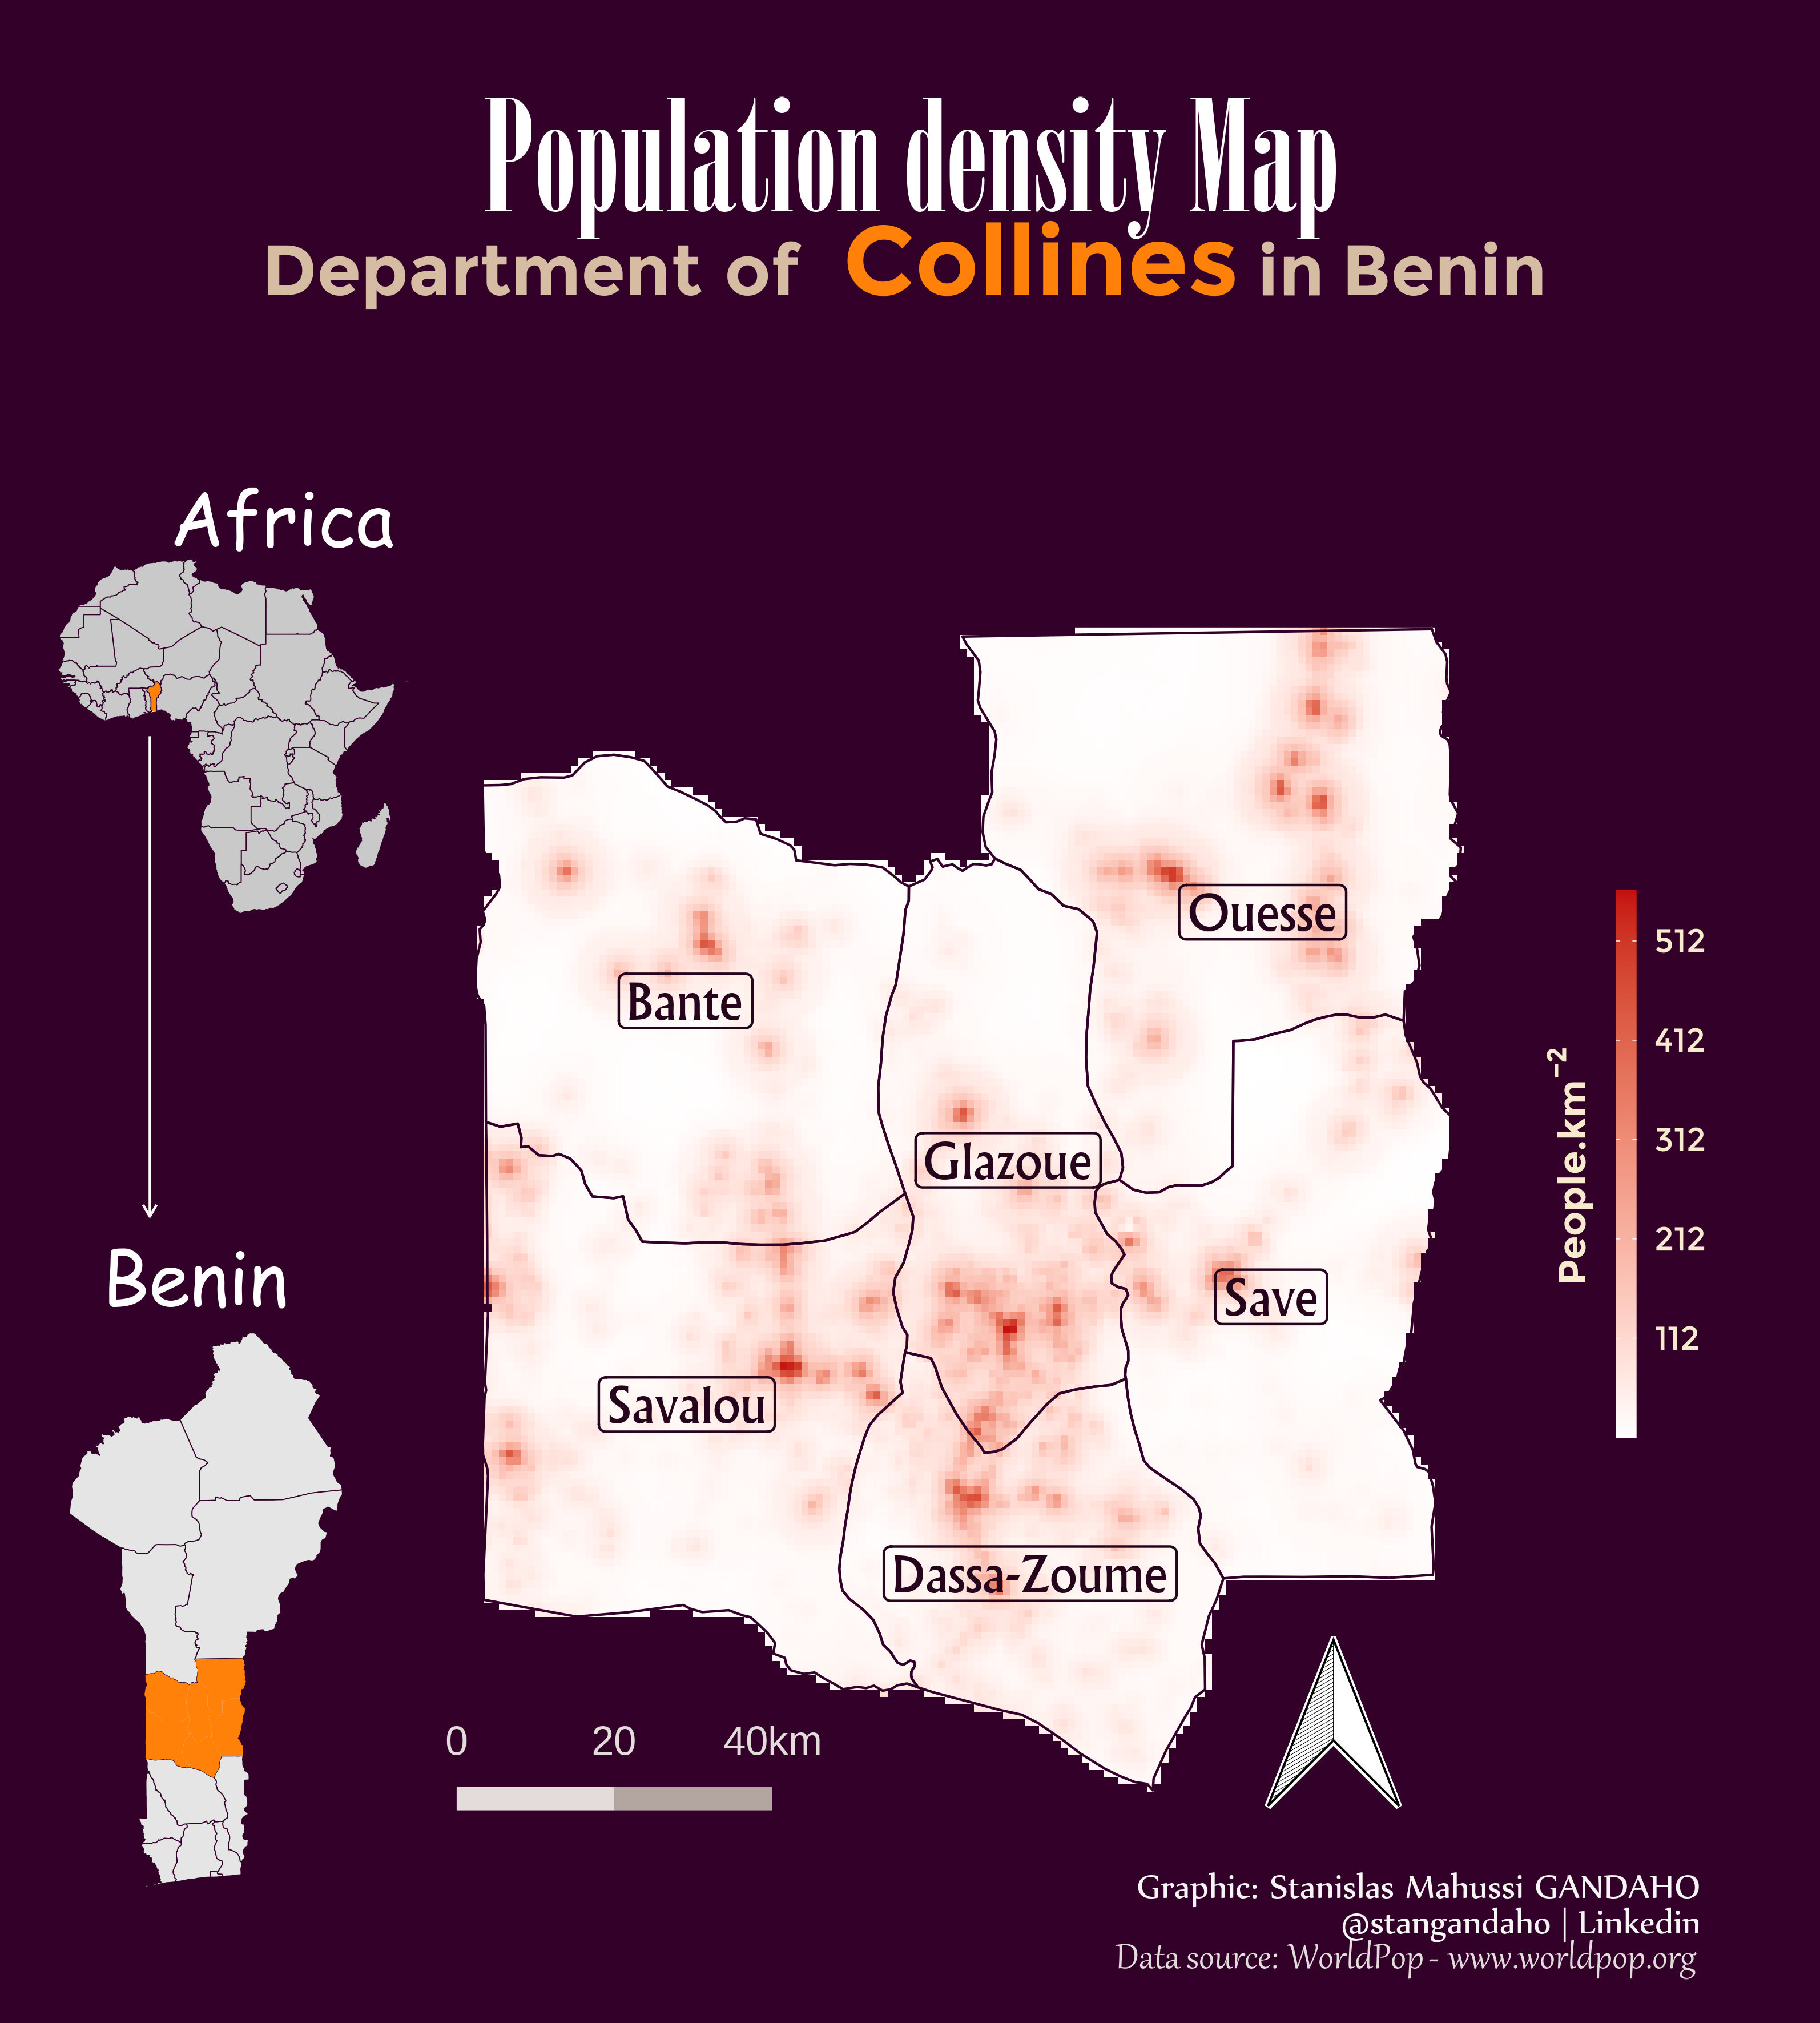 Population density Map
Department of Collines in Benin
Africa
Benin
Ouesse
Bante
Glazoue
Save
Savalou
Dassa-Zoume
People.km⁻²
512
412
312
212
112
0 20 40km
Graphic: Stanislas Mahussi GANDAHO
@stangandaho | Linkedin
Data source: WorldPop - www.worldpop.org